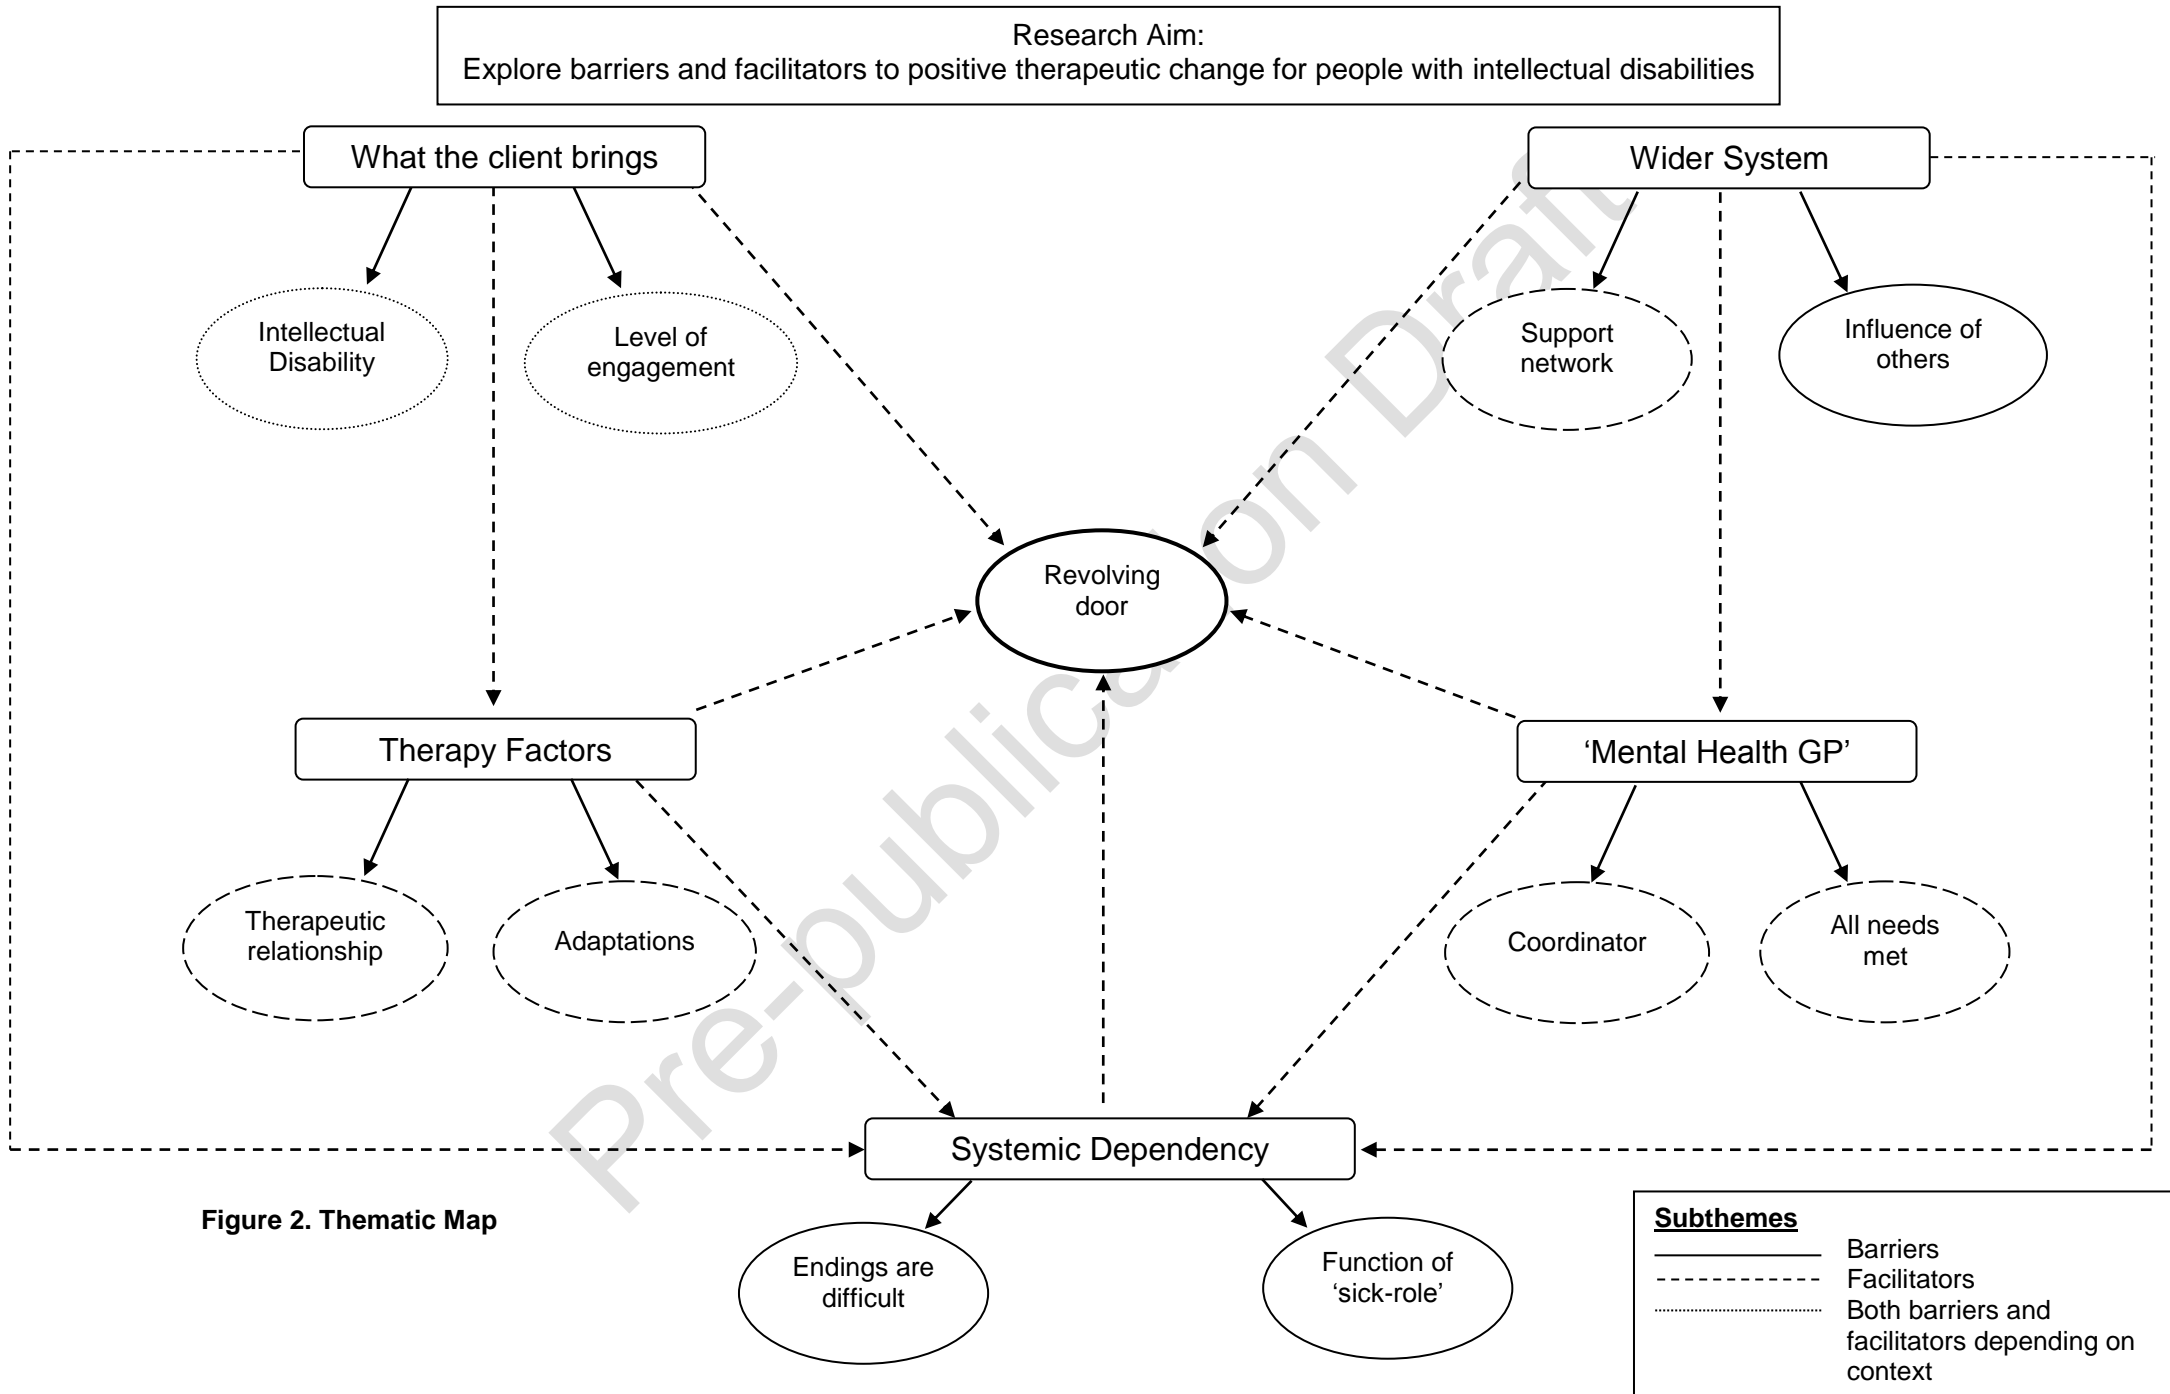 Research Aim:
Explore barriers and facilitators to positive therapeutic change for people with intellectual disabilities
What the client brings
Wider System
Intellectual
Disability
Level of
engagement
Support
network
Influence of
others
Revolving
door
Therapy Factors
‘Mental Health GP’
Therapeutic
relationship
Adaptations
Coordinator
All needs
met
Systemic Dependency
Endings are
difficult
Function of
‘sick-role’
Figure 2. Thematic Map
Subthemes
Barriers
Facilitators
Both barriers and
facilitators depending on
context
Pre-publication Draft